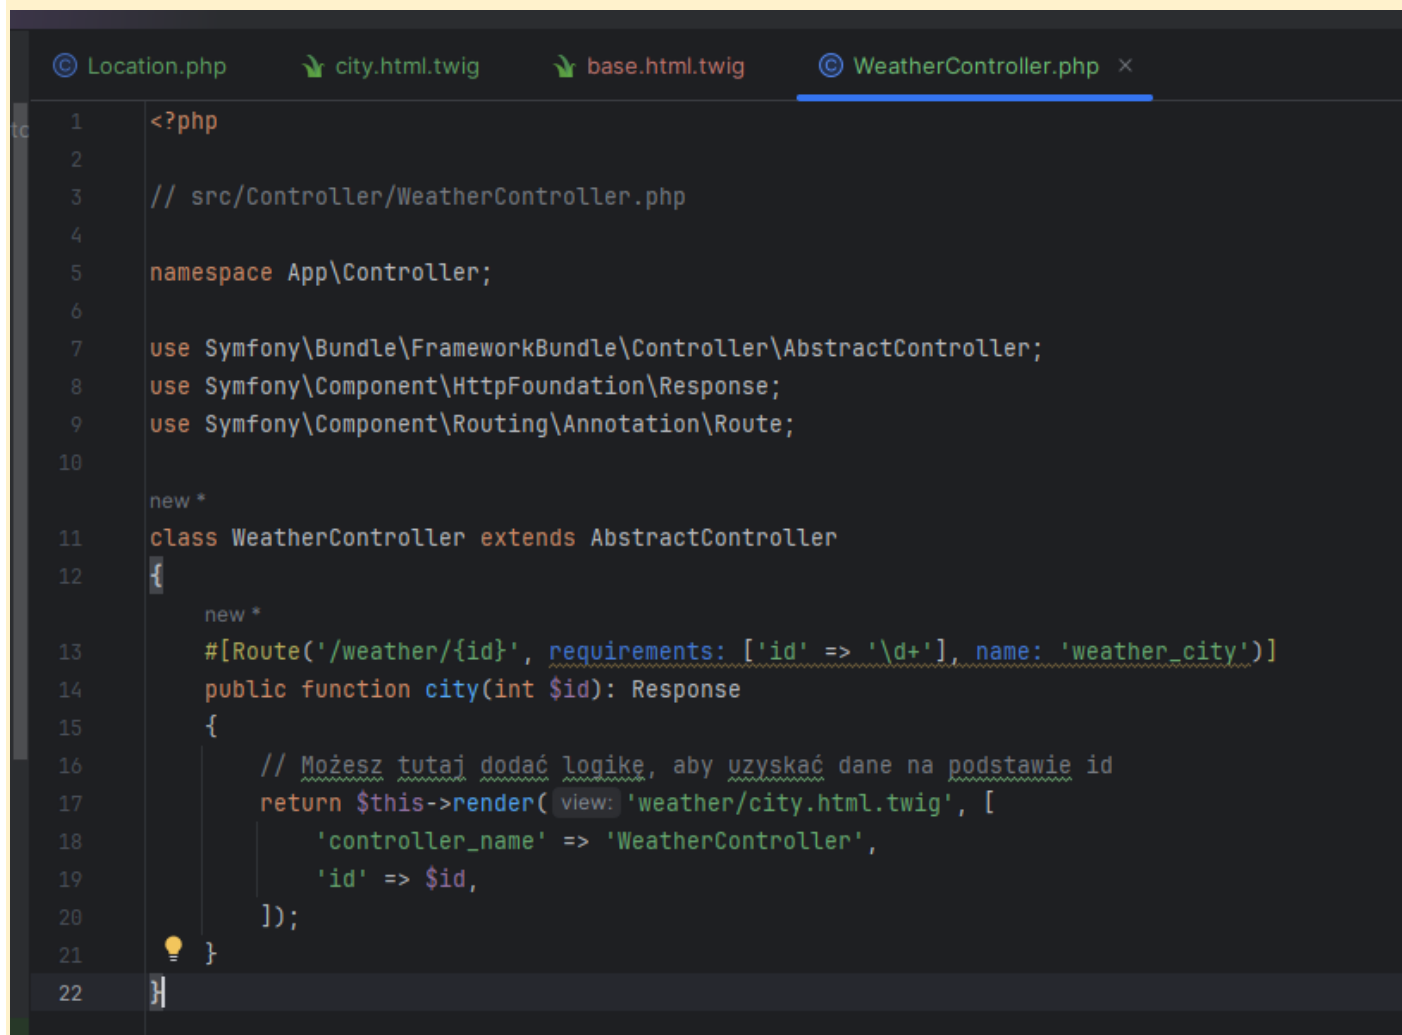 Location.php city.html.twig base.html.twig WeatherController.php ×
1 <?php
2
3 // src/Controller/WeatherController.php
4
5 namespace App\Controller;
6
7 use Symfony\Bundle\FrameworkBundle\Controller\AbstractController;
8 use Symfony\Component\HttpFoundation\Response;
9 use Symfony\Component\Routing\Annotation\Route;
10
new *
11 class WeatherController extends AbstractController
12 {
new *
13 #[Route('/weather/{id}', requirements: ['id' => '\d+'], name: 'weather_city')]
14 public function city(int $id): Response
15 {
16 // Możesz tutaj dodać logikę, aby uzyskać dane na podstawie id
17 return $this->render( view: 'weather/city.html.twig', [
18 'controller_name' => 'WeatherController',
19 'id' => $id,
20 ]);
21 }
22 }